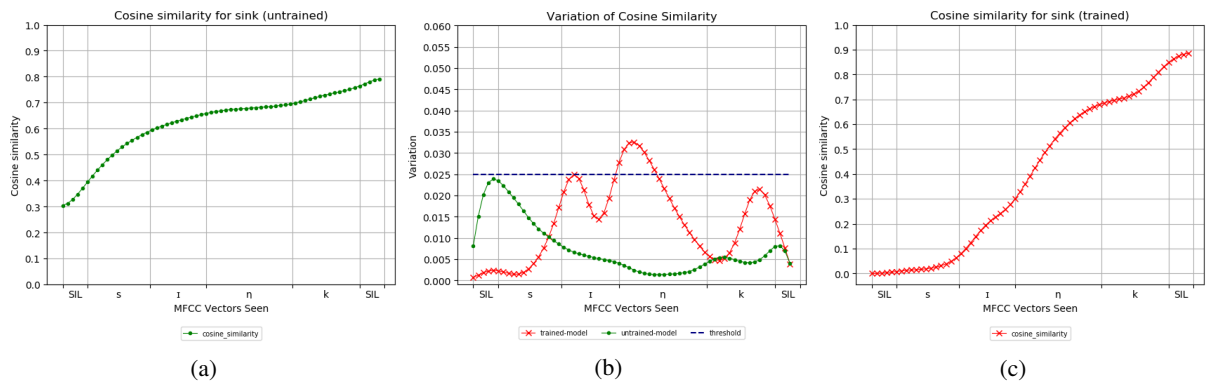 Cosine similarity for sink (untrained)
1.0
0.9
0.8
0.7
0.6
0.5
0.4
0.3
0.2
0.1
0.0
Cosine similarity
SIL s ɪ η k SIL
MFCC Vectors Seen
cosine_similarity
(a)
Variation of Cosine Similarity
0.060
0.055
0.050
0.045
0.040
0.035
0.030
0.025
0.020
0.015
0.010
0.005
0.000
Variation
SIL s ɪ η k SIL
MFCC Vectors Seen
trained-model untrained-model threshold
(b)
Cosine similarity for sink (trained)
1.0
0.9
0.8
0.7
0.6
0.5
0.4
0.3
0.2
0.1
0.0
Cosine similarity
SIL s ɪ η k SIL
MFCC Vectors Seen
cosine_similarity
(c)